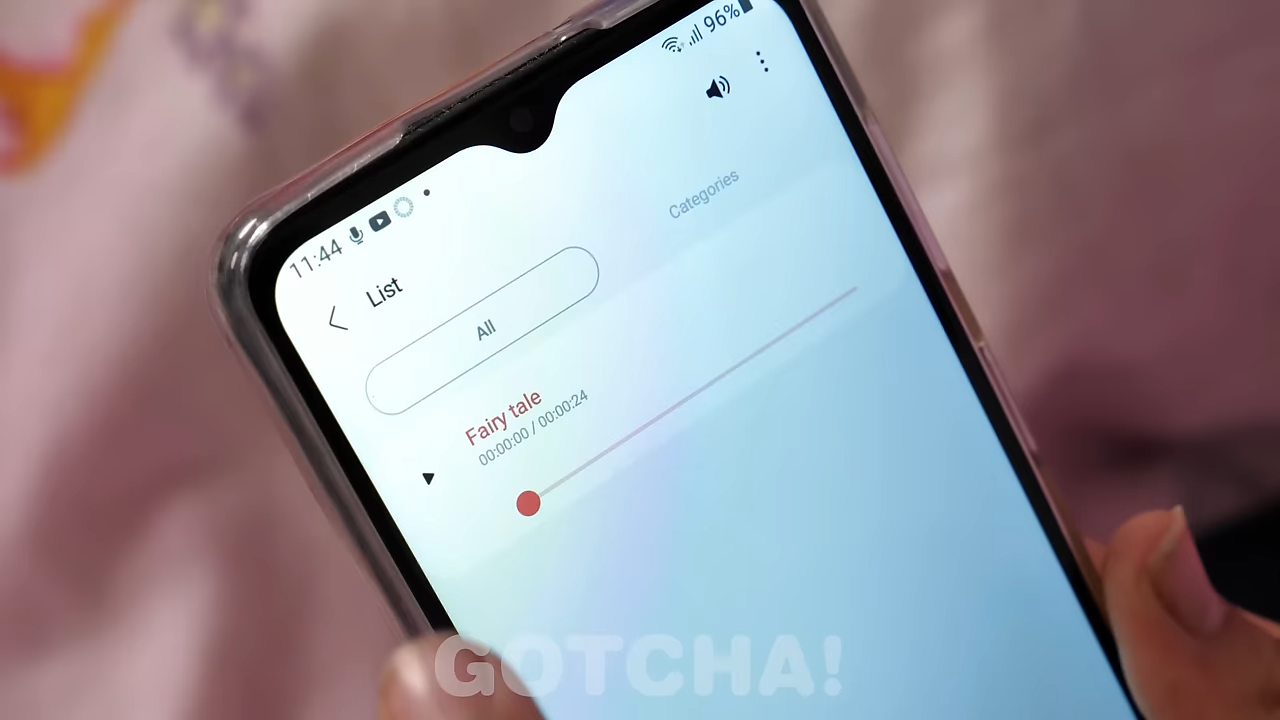 11:44 96%
List
All Categories
Fairy tale
00:00:00 / 00:00:24
GOTCHA!